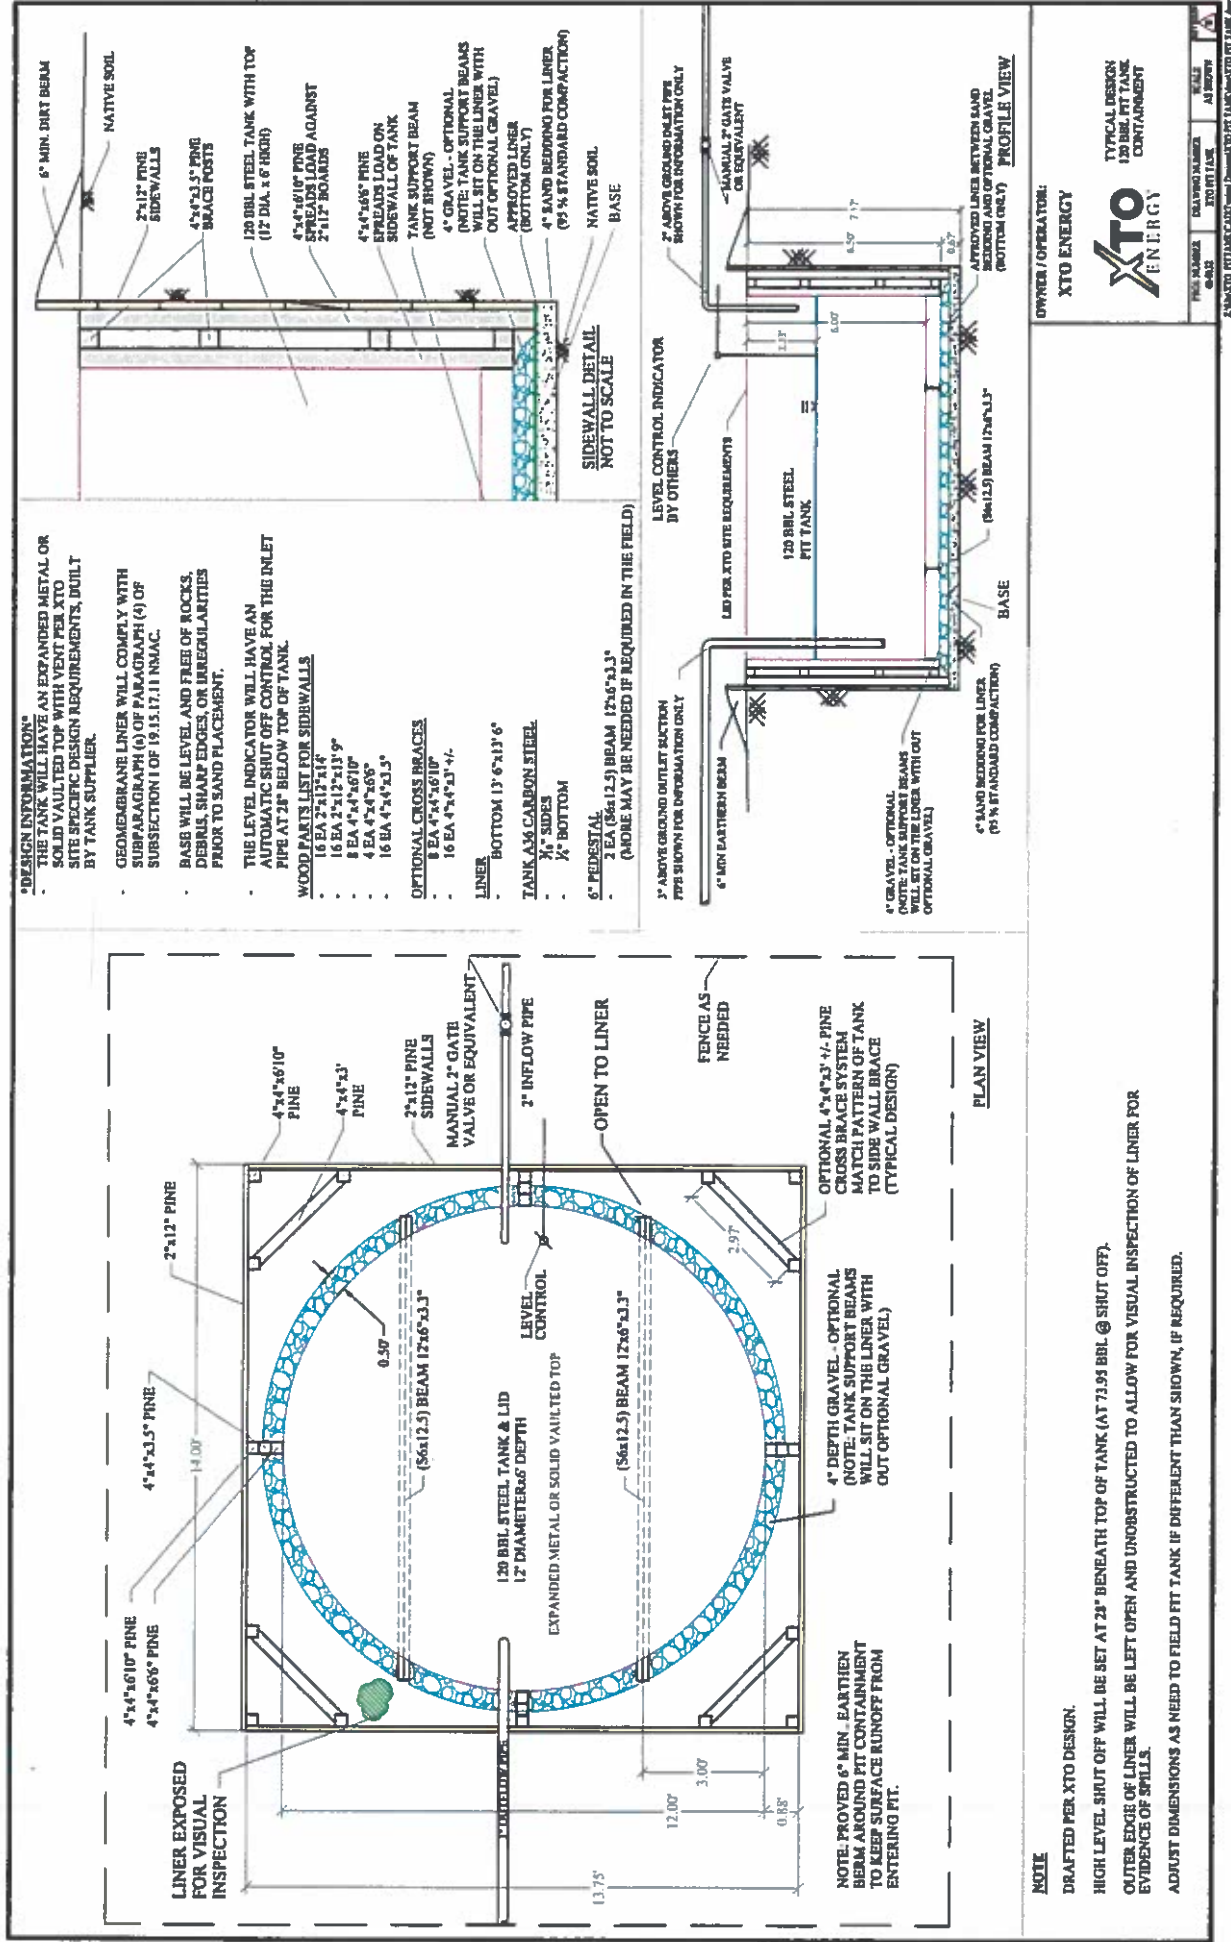 *DESIGN INFORMATION*
- THE TANK WILL HAVE AN EXPANDED METAL OR
SOLID VAULTED TOP WITH VENT PER XTO
SITE SPECIFIC DESIGN REQUIREMENTS, BUILT
BY TANK SUPPLIER.
- GEOMEMBRANE LINER WILL COMPLY WITH
SUBPARAGRAPH (a) OF PARAGRAPH (4) OF
SUBSECTION I OF 19.15.17.11 NMAC.
- BASE WILL BE LEVEL AND FREE OF ROCKS,
DEBRIS, SHARP EDGES, OR IRREGULARITIES
PRIOR TO SAND PLACEMENT.
- THE LEVEL INDICATOR WILL HAVE AN
AUTOMATIC SHUT OFF CONTROL FOR THE INLET
PIPE AT 28" BELOW TOP OF TANK.
WOOD PARTS LIST FOR SIDEWALLS
- 16 EA 2"x12"x14'
- 16 EA 2"x12"x13'9"
- 8 EA 4"x4"x6'10"
- 4 EA 4"x4"x6'6"
- 16 EA 4"x4"x3.5"
OPTIONAL CROSS BRACES
- 8 EA 4"x4"x6'10"
- 16 EA 4"x4"x3' +/-
LINER
- BOTTOM 13' 6"x13'6"
TANK A36 CARBON STEEL
- 3/16" SIDES
- 1/4" BOTTOM
6" PEDESTAL
- 2 EA (S6x12.5) BEAM 12'x6"x3.3"
(MORE MAY BE NEEDED IF REQUIRED IN THE FIELD)
6" MIN. DIRT BERM
NATIVE SOIL
2"x12" PINE
SIDEWALLS
4"x4"x3.5" PINE
BRACE POSTS
120 BBL STEEL TANK WITH TOP
(12' DIA. x 6' HIGH)
4"x4"x6'10" PINE
SPREADS LOAD AGAINST
2"x12" BOARDS
4"x4"x6'6" PINE
SPREADS LOAD ON
SIDEWALL OF TANK
TANK SUPPORT BEAM
(NOT SHOWN)
4" GRAVEL - OPTIONAL
(NOTE: TANK SUPPORT BEAMS
WILL SIT ON THE LINER WITH
OUT OPTIONAL GRAVEL)
APPROVED LINER
(BOTTOM ONLY)
4" SAND BEDDING FOR LINER
(95 % STANDARD COMPACTION)
NATIVE SOIL
BASE
SIDEWALL DETAIL
NOT TO SCALE
LINER EXPOSED
FOR VISUAL
INSPECTION
4"x4"x6'10" PINE
4"x4"x6'6" PINE
4"x4"x3.5" PINE
2"x12" PINE
4"x4"x6'10"
PINE
4"x4"x3'
PINE
2"x12" PINE
SIDEWALLS
MANUAL 2" GATE
VALVE OR EQUIVALENT
2" INFLOW PIPE
OPEN TO LINER
FENCE AS
NEEDED
14.00'
0.50'
(S6x12.5) BEAM 12'x6"x3.3"
LEVEL
CONTROL
120 BBL STEEL TANK & LID
12' DIAMETERx6' DEPTH
EXPANDED METAL OR SOLID VAULTED TOP
(S6x12.5) BEAM 12'x6"x3.3"
13.75'
12.00'
3.00'
0.88'
2.97'
NOTE: PROVED 6" MIN. EARTHEN
BERM AROUND PIT CONTAINMENT
TO KEEP SURFACE RUNOFF FROM
ENTERING PIT.
4" DEPTH GRAVEL - OPTIONAL
(NOTE: TANK SUPPORT BEAMS
WILL SIT ON THE LINER WITH
OUT OPTIONAL GRAVEL)
OPTIONAL 4"x4"x3' +/- PINE
CROSS BRACE SYSTEM
MATCH PATTERN OF TANK
TO SIDE WALL BRACE
(TYPICAL DESIGN)
PLAN VIEW
3" ABOVE GROUND OUTLET SUCTION
PIPE SHOWN FOR INFORMATION ONLY
6" MIN EARTHERN BERM
LEVEL CONTROL INDICATOR
BY OTHERS
LID PER XTO SITE REQUIREMENTS
2" ABOVE GROUND INLET PIPE
SHOWN FOR INFORMATION ONLY
MANUAL 2" GATE VALVE
OR EQUIVALENT
120 BBL STEEL
PIT TANK
6.00'
6.50'
0.67'
4" GRAVEL - OPTIONAL
(NOTE: TANK SUPPORT BEAMS
WILL SIT ON THE LINER WITH OUT
OPTIONAL GRAVEL)
4" SAND BEDDING FOR LINER
(95 % STANDARD COMPACTION)
BASE
(S6x12.5) BEAM 12'x6"x3.3"
APPROVED LINER BETWEEN SAND
BEDDING AND OPTIONAL GRAVEL
(BOTTOM ONLY)
PROFILE VIEW
NOTE
DRAFTED PER XTO DESIGN.
HIGH LEVEL SHUT OFF WILL BE SET AT 28" BENEATH TOP OF TANK (AT 73.95 BBL @ SHUT OFF).
OUTER EDGE OF LINER WILL BE LEFT OPEN AND UNOBSTRUCTED TO ALLOW FOR VISUAL INSPECTION OF LINER FOR
EVIDENCE OF SPILLS.
ADJUST DIMENSIONS AS NEED TO FIELD FIT TANK IF DIFFERENT THAN SHOWN, IF REQUIRED.
OWNER / OPERATOR:
XTO ENERGY
XTO
ENERGY
TYPICAL DESIGN
120 BBL PIT TANK
CONTAINMENT
DRAWING NUMBER
XTO PIT TANK
SCALE
AS SHOWN